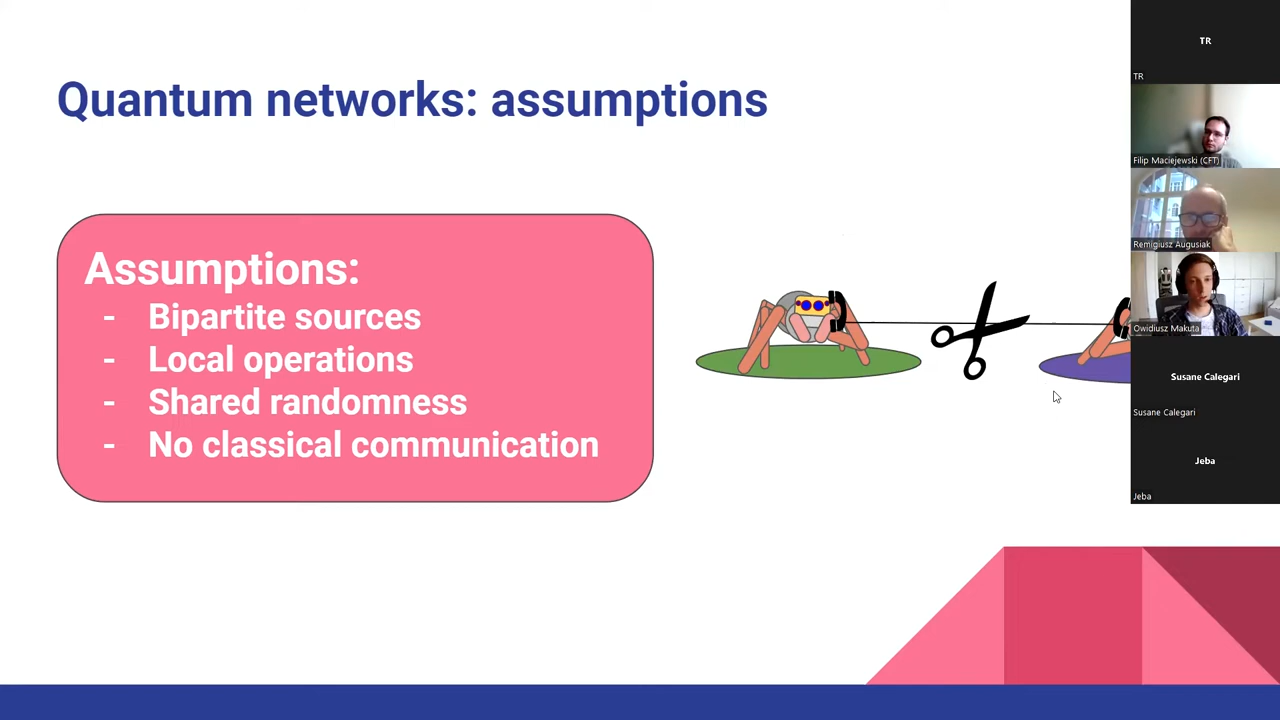 Quantum networks: assumptions
Assumptions:
- Bipartite sources
- Local operations
- Shared randomness
- No classical communication
TR
TR
Filip Maciejewski (CFT)
Remigiusz Augusiak
Owidiusz Makuta
Susane Calegari
Susane Calegari
Jeba
Jeba